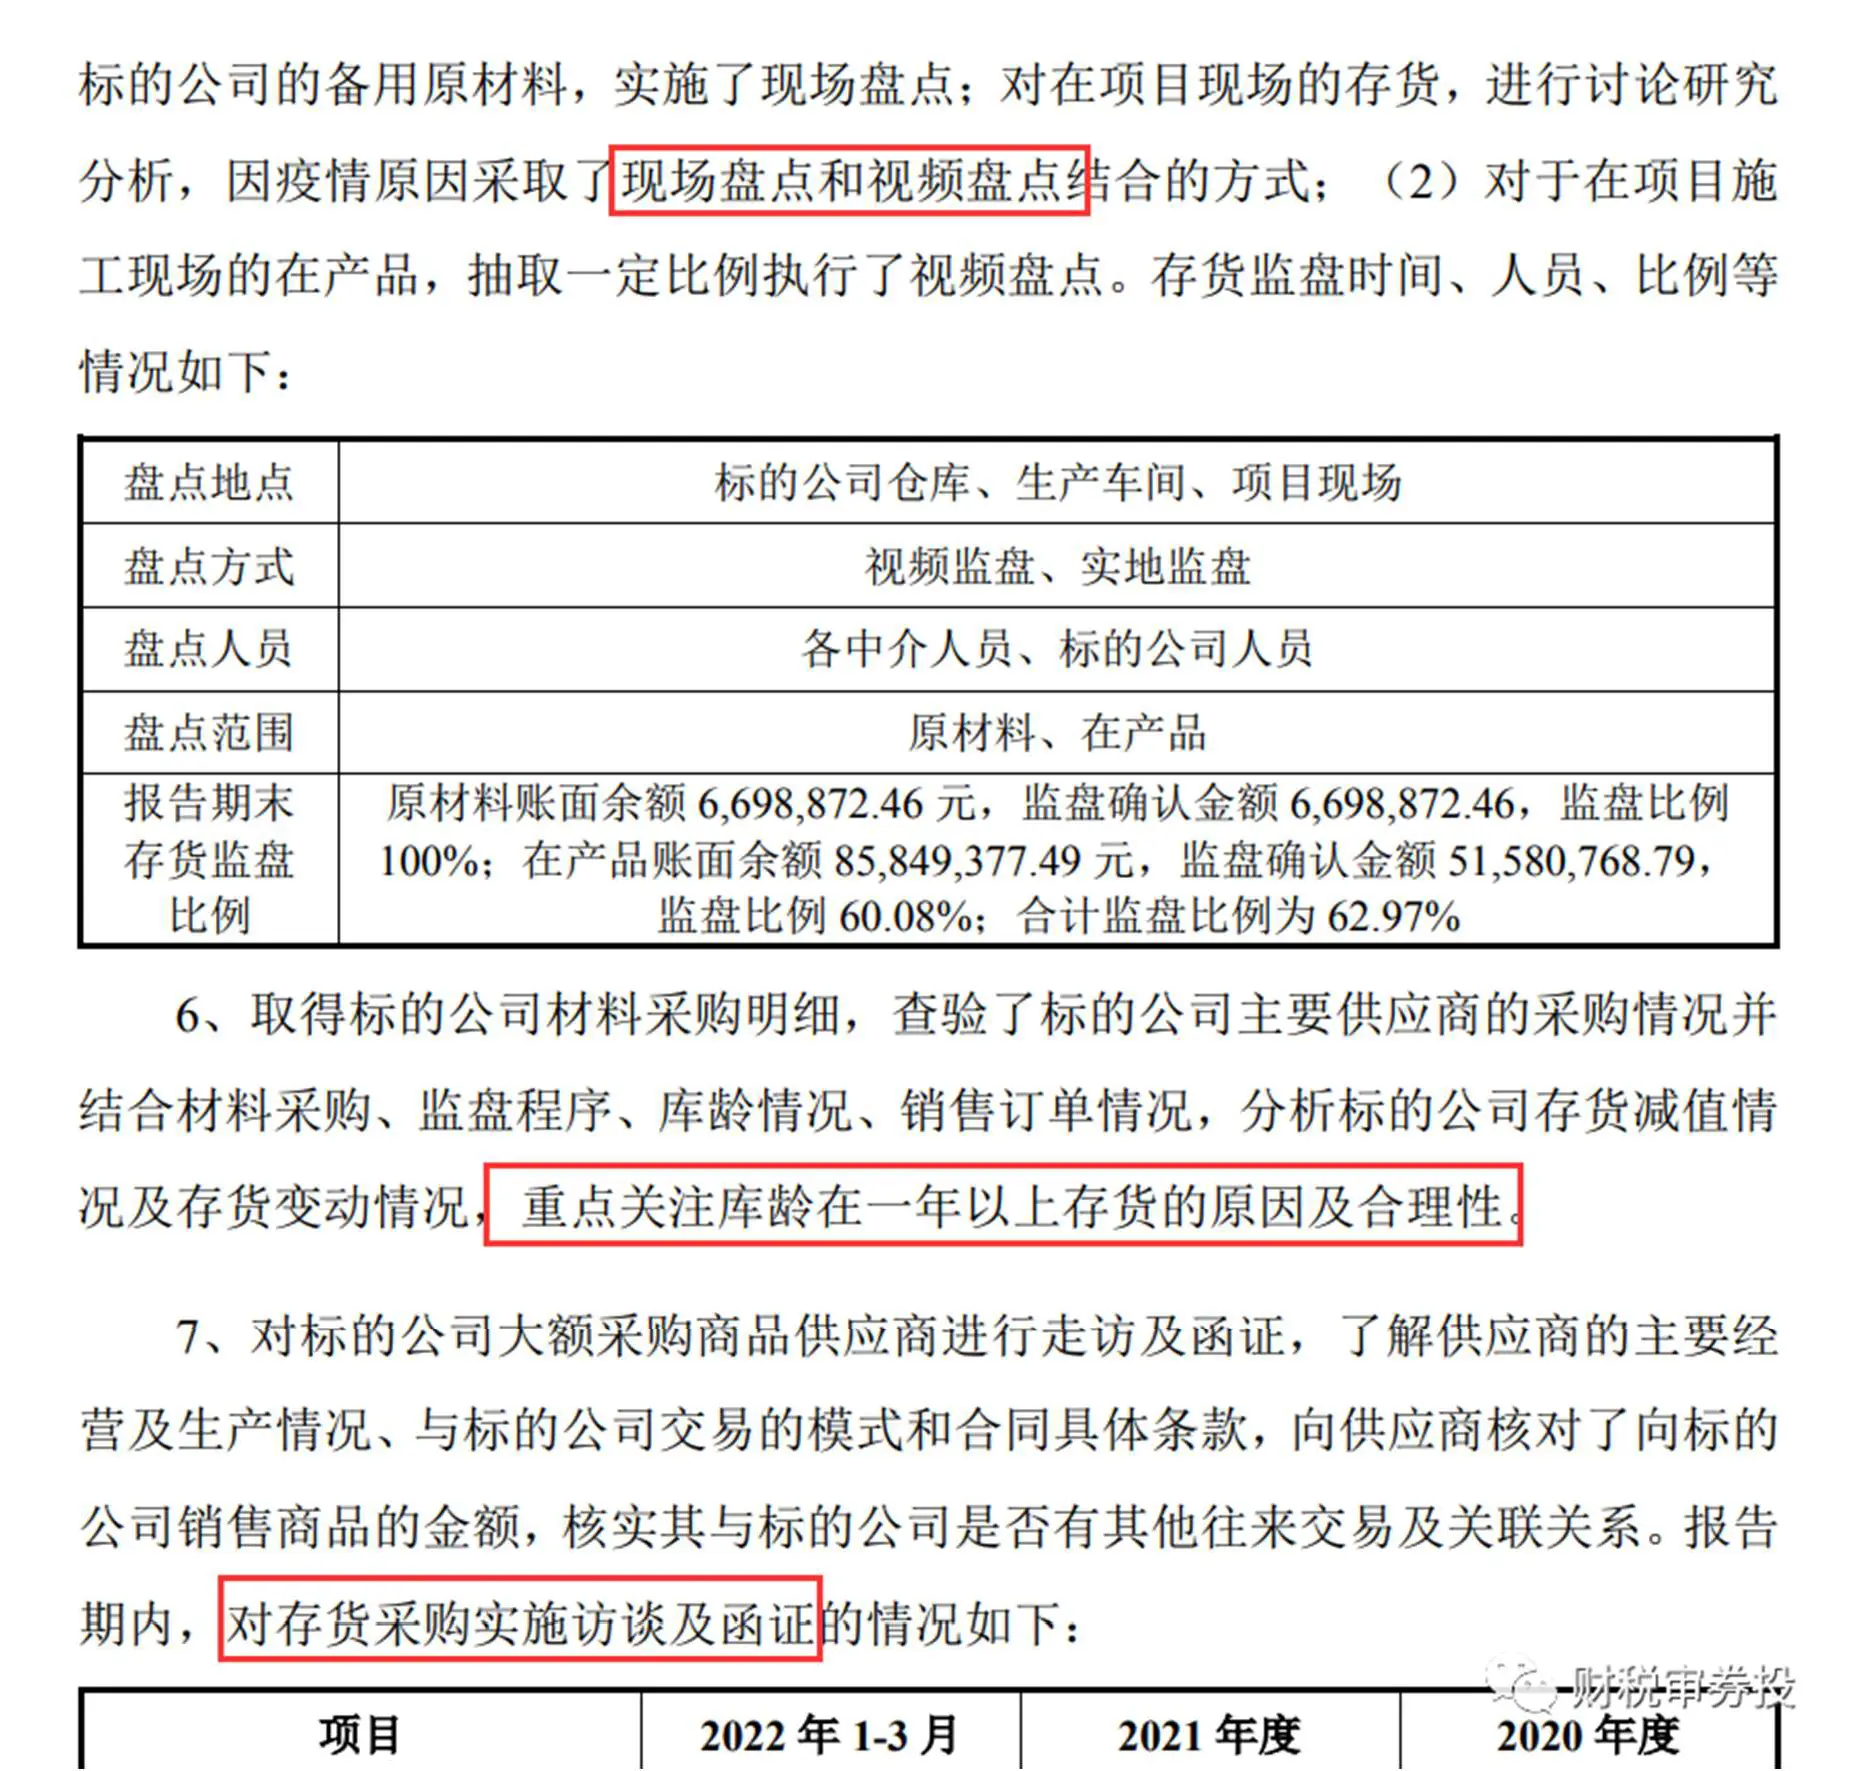 标的公司的备用原材料，实施了现场盘点；对在项目现场的存货，进行讨论研究
分析，因疫情原因采取了现场盘点和视频盘点结合的方式；（2）对于在项目施
工现场的在产品，抽取一定比例执行了视频盘点。存货监盘时间、人员、比例等
情况如下：
盘点地点 标的公司仓库、生产车间、项目现场
盘点方式 视频监盘、实地监盘
盘点人员 各中介人员、标的公司人员
盘点范围 原材料、在产品
报告期末
存货监盘
比例
原材料账面余额 6,698,872.46 元，监盘确认金额 6,698,872.46，监盘比例
100%；在产品账面余额 85,849,377.49 元，监盘确认金额 51,580,768.79，
监盘比例 60.08%；合计监盘比例为 62.97%
6、取得标的公司材料采购明细，查验了标的公司主要供应商的采购情况并
结合材料采购、监盘程序、库龄情况、销售订单情况，分析标的公司存货减值情
况及存货变动情况，重点关注库龄在一年以上存货的原因及合理性。
7、对标的公司大额采购商品供应商进行走访及函证，了解供应商的主要经
营及生产情况、与标的公司交易的模式和合同具体条款，向供应商核对了向标的
公司销售商品的金额，核实其与标的公司是否有其他往来交易及关联关系。报告
期内，对存货采购实施访谈及函证的情况如下：
财税审券投
项目 2022 年 1-3 月 2021 年度 2020 年度